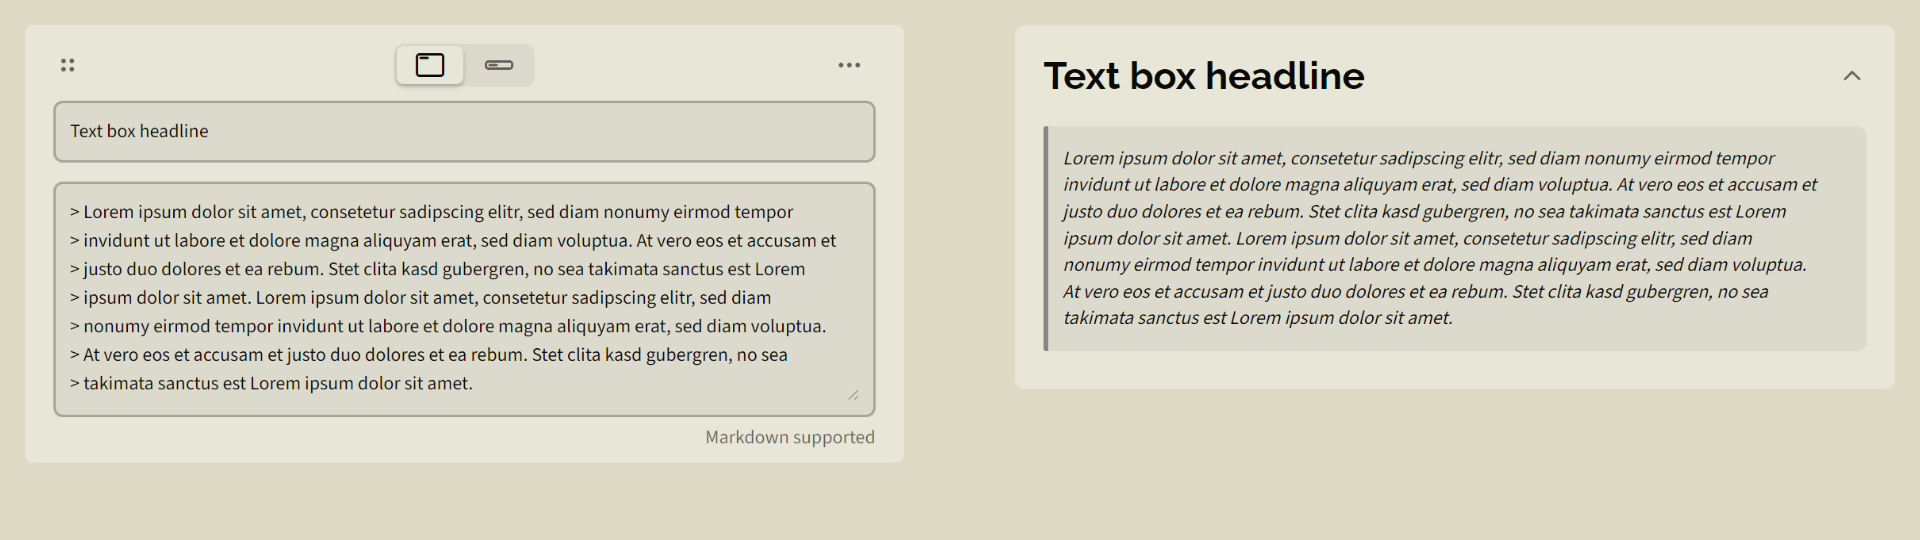 Text box headline
> Lorem ipsum dolor sit amet, consetetur sadipscing elitr, sed diam nonumy eirmod tempor
> invidunt ut labore et dolore magna aliquyam erat, sed diam voluptua. At vero eos et accusam et
> justo duo dolores et ea rebum. Stet clita kasd gubergren, no sea takimata sanctus est Lorem
> ipsum dolor sit amet. Lorem ipsum dolor sit amet, consetetur sadipscing elitr, sed diam
> nonumy eirmod tempor invidunt ut labore et dolore magna aliquyam erat, sed diam voluptua.
> At vero eos et accusam et justo duo dolores et ea rebum. Stet clita kasd gubergren, no sea
> takimata sanctus est Lorem ipsum dolor sit amet.
Markdown supported
Text box headline
Lorem ipsum dolor sit amet, consetetur sadipscing elitr, sed diam nonumy eirmod tempor
invidunt ut labore et dolore magna aliquyam erat, sed diam voluptua. At vero eos et accusam et
justo duo dolores et ea rebum. Stet clita kasd gubergren, no sea takimata sanctus est Lorem
ipsum dolor sit amet. Lorem ipsum dolor sit amet, consetetur sadipscing elitr, sed diam
nonumy eirmod tempor invidunt ut labore et dolore magna aliquyam erat, sed diam voluptua.
At vero eos et accusam et justo duo dolores et ea rebum. Stet clita kasd gubergren, no sea
takimata sanctus est Lorem ipsum dolor sit amet.